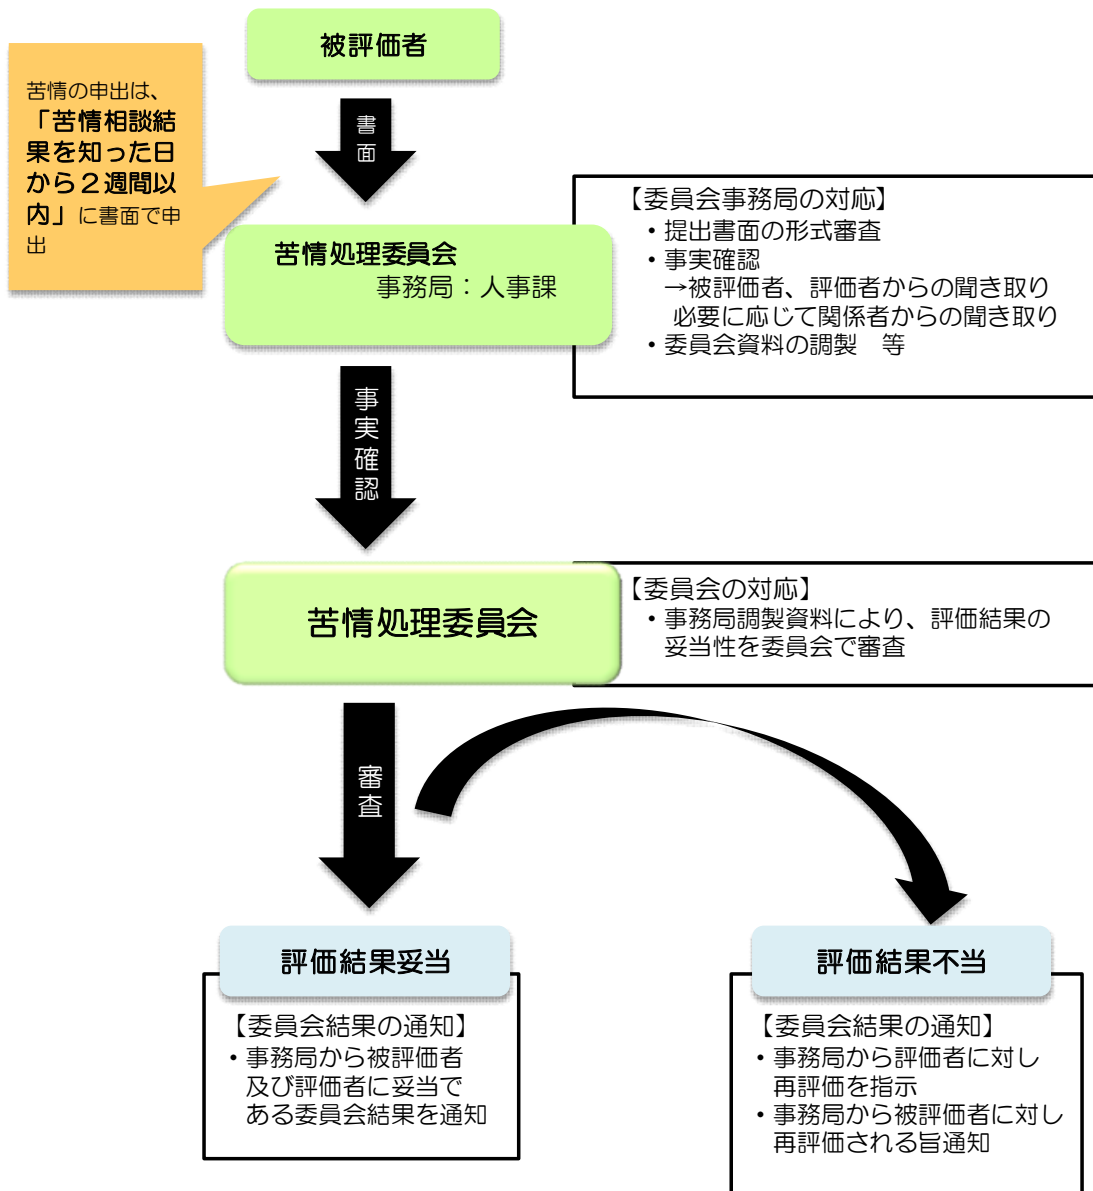 被評価者
苦情の申出は、
「苦情相談結
果を知った日
から２週間以
内」に書面で申
出
書面
苦情処理委員会
事務局：人事課
【委員会事務局の対応】
・提出書面の形式審査
・事実確認
→被評価者、評価者からの聞き取り
必要に応じて関係者からの聞き取り
・委員会資料の調製　等
事実確認
苦情処理委員会
【委員会の対応】
・事務局調製資料により、評価結果の
妥当性を委員会で審査
審査
評価結果妥当
【委員会結果の通知】
・事務局から被評価者
及び評価者に妥当で
ある委員会結果を通知
評価結果不当
【委員会結果の通知】
・事務局から評価者に対し
再評価を指示
・事務局から被評価者に対し
再評価される旨通知